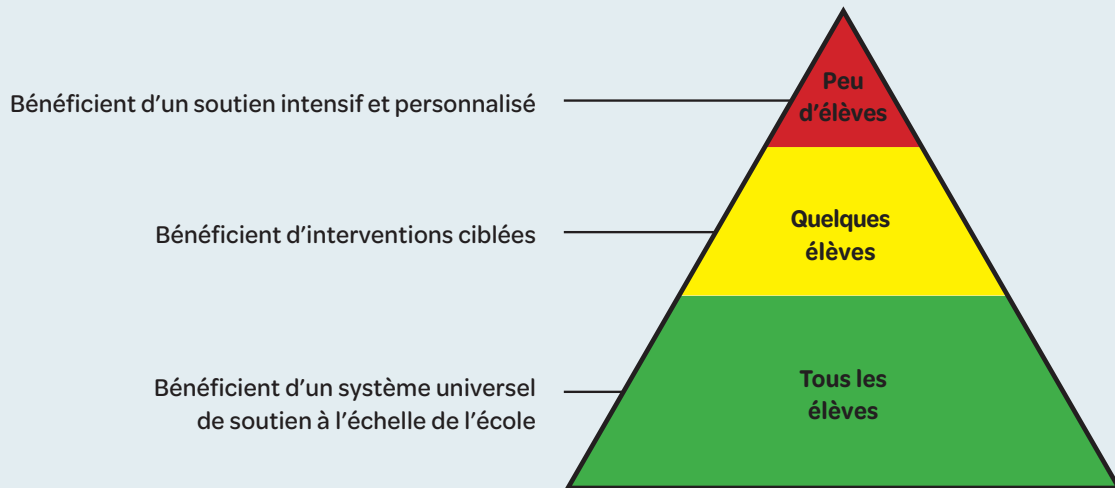 Bénéficient d'un soutien intensif et personnalisé
Peu
d'élèves
Bénéficient d'interventions ciblées
Quelques
élèves
Bénéficient d'un système universel
de soutien à l'échelle de l'école
Tous les
élèves